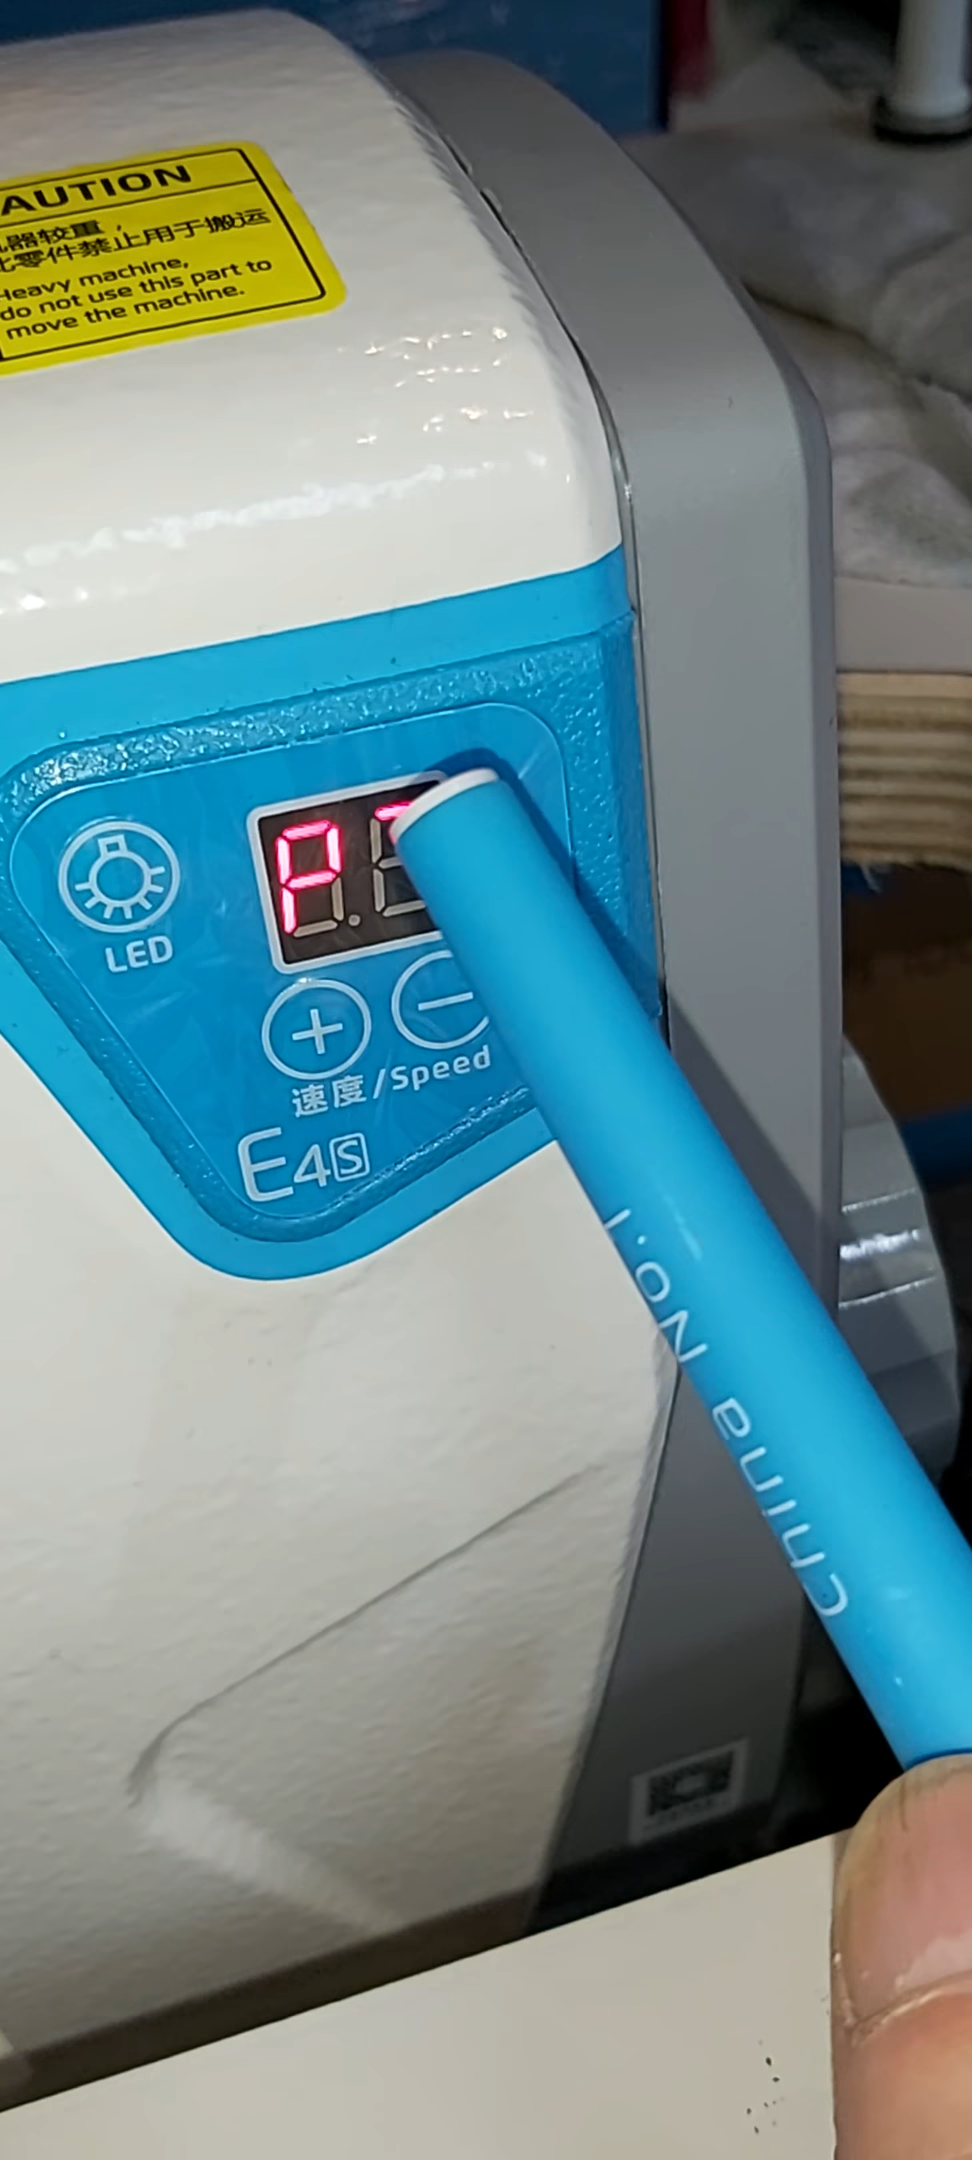 AUTION
机器较重，
此零件禁止用于搬运
Heavy machine,
do not use this part to
move the machine.
LED
P
+ −
速度/Speed
E4S
China No.1